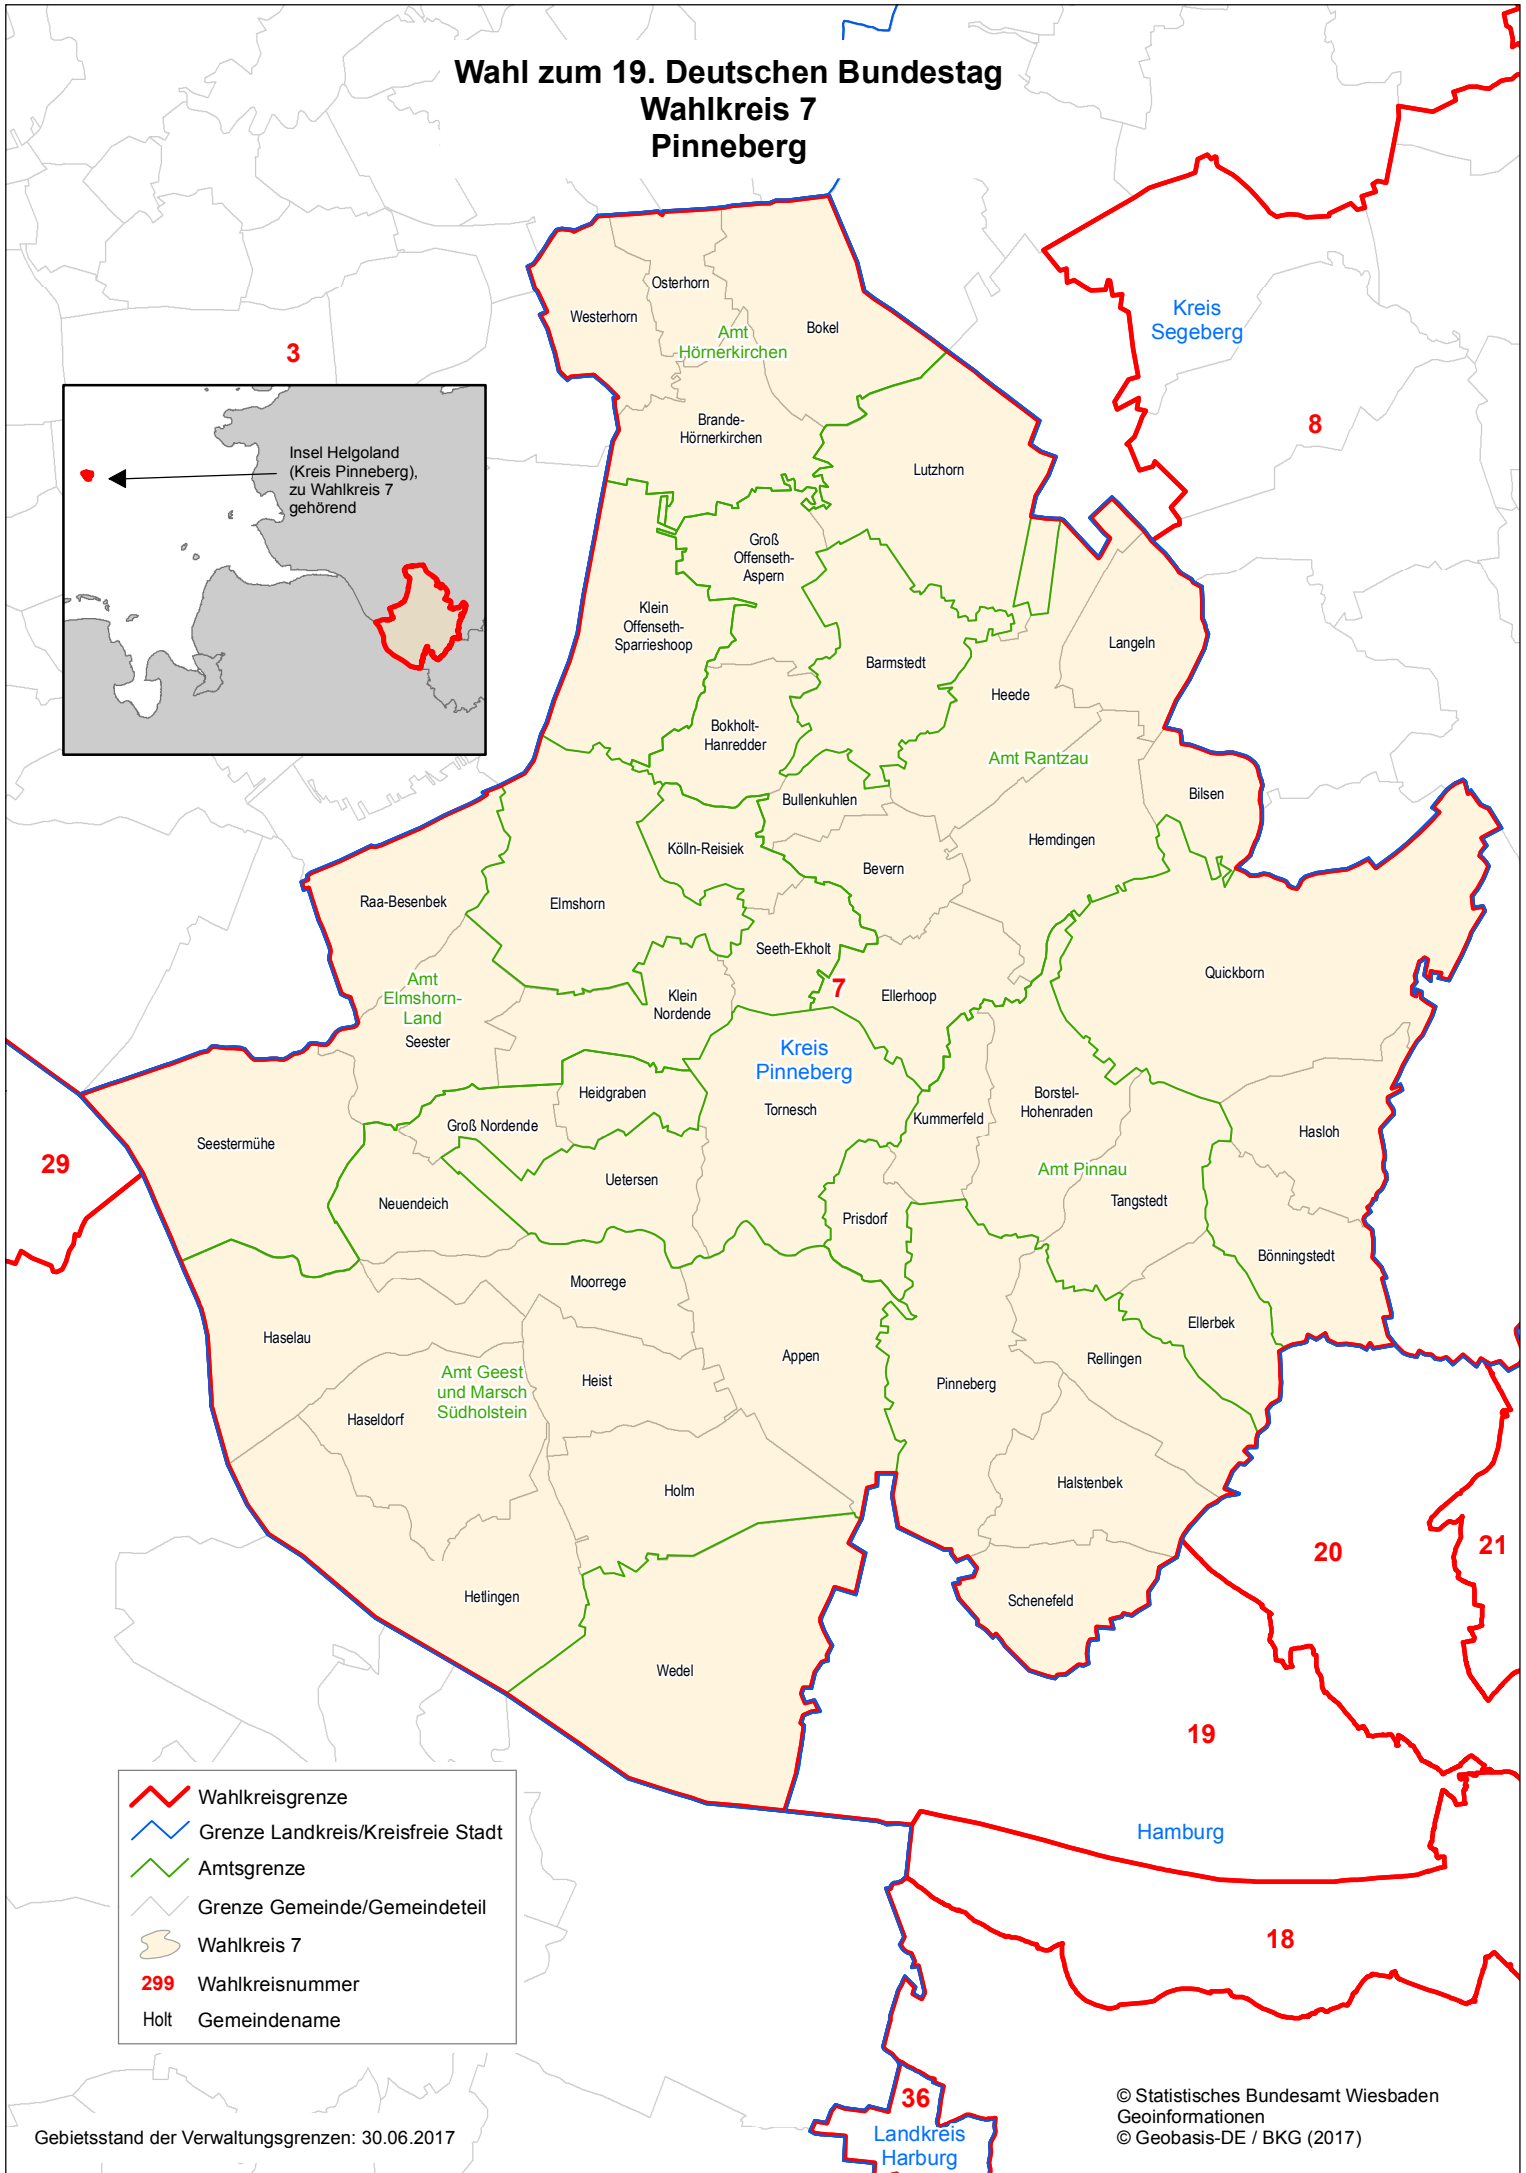 Wahl zum 19. Deutschen Bundestag
Wahlkreis 7
Pinneberg
Osterhorn
Westerhorn
Bokel
Amt
Hörnerkirchen
Kreis
Segeberg
3
8
Brande-
Hörnerkirchen
Lutzhorn
Insel Helgoland
(Kreis Pinneberg),
zu Wahlkreis 7
gehörend
Groß
Offenseth-
Aspern
Klein
Offenseth-
Sparrieshoop
Langeln
Barmstedt
Heede
Bokholt-
Hanredder
Amt Rantzau
Bullenkuhlen
Bilsen
Kölln-Reisiek
Hemdingen
Bevern
Raa-Besenbek
Elmshorn
Seeth-Ekholt
Quickborn
7
Amt
Elmshorn-
Land
Klein
Nordende
Ellerhoop
Seester
Kreis
Pinneberg
Heidgraben
Tornesch
Borstel-
Hohenraden
Kummerfeld
Groß Nordende
Hasloh
Seestermühe
29
Amt Pinnau
Uetersen
Neuendeich
Tangstedt
Prisdorf
Bönningstedt
Moorrege
Haselau
Ellerbek
Appen
Rellingen
Amt Geest
und Marsch
Südholstein
Heist
Pinneberg
Haseldorf
Holm
Halstenbek
20
21
Hetlingen
Schenefeld
Wedel
19
Wahlkreisgrenze
Grenze Landkreis/Kreisfreie Stadt
Amtsgrenze
Grenze Gemeinde/Gemeindeteil
Wahlkreis 7
299 Wahlkreisnummer
Holt Gemeindename
Hamburg
18
36
Landkreis
Harburg
© Statistisches Bundesamt Wiesbaden
Geoinformationen
© Geobasis-DE / BKG (2017)
Gebietsstand der Verwaltungsgrenzen: 30.06.2017